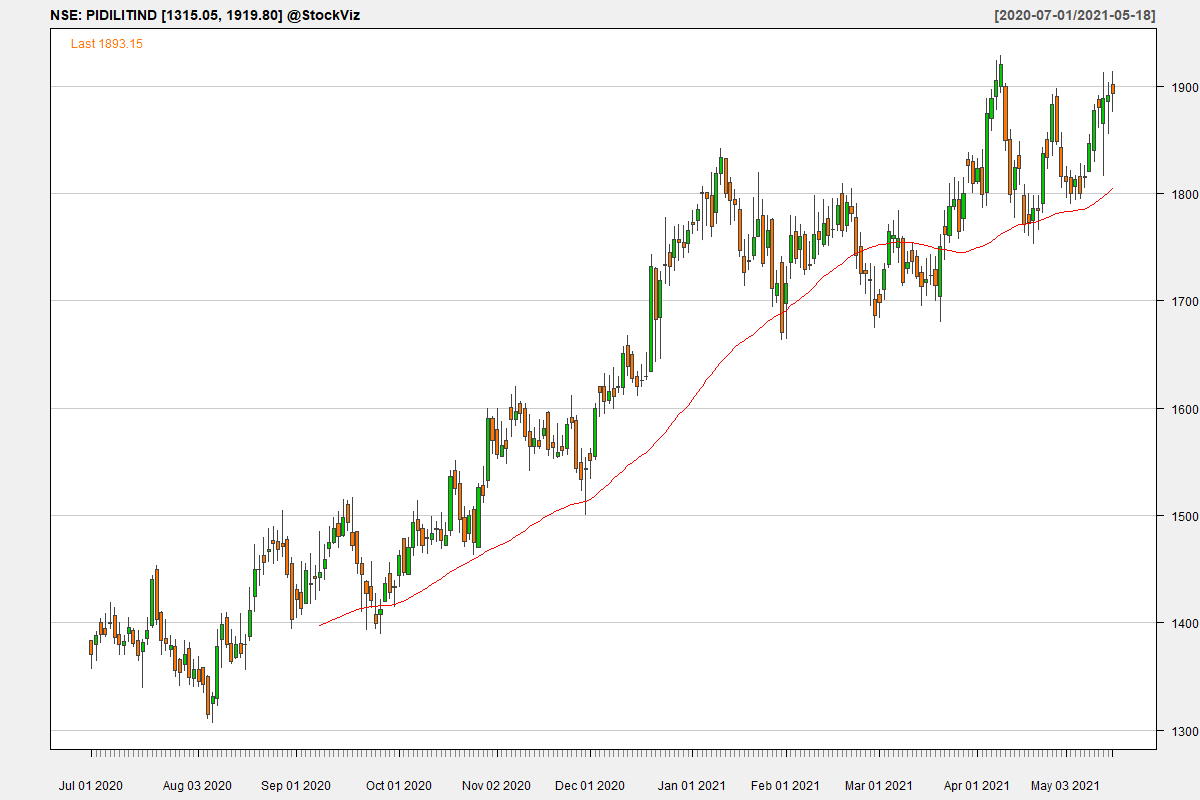 NSE: PIDILITIND [1315.05, 1919.80] @StockViz [2020-07-01/2021-05-18]
Last 1893.15
1900
1800
1700
1600
1500
1400
1300
Jul 01 2020 Aug 03 2020 Sep 01 2020 Oct 01 2020 Nov 02 2020 Dec 01 2020 Jan 01 2021 Feb 01 2021 Mar 01 2021 Apr 01 2021 May 03 2021